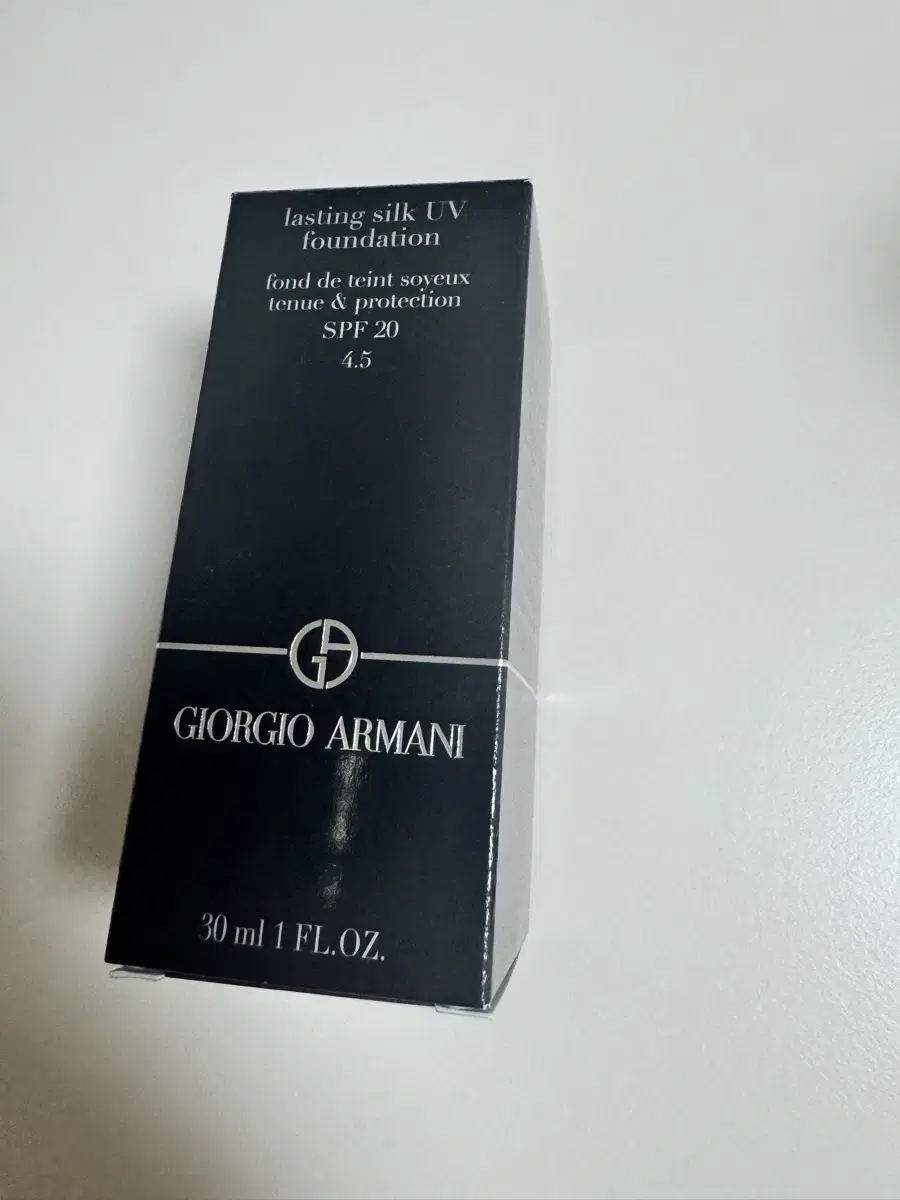 lasting silk UV
foundation
fond de teint soyeux
tenue & protection
SPF 20
4.5
GA
GIORGIO ARMANI
30 ml 1 FL.OZ.